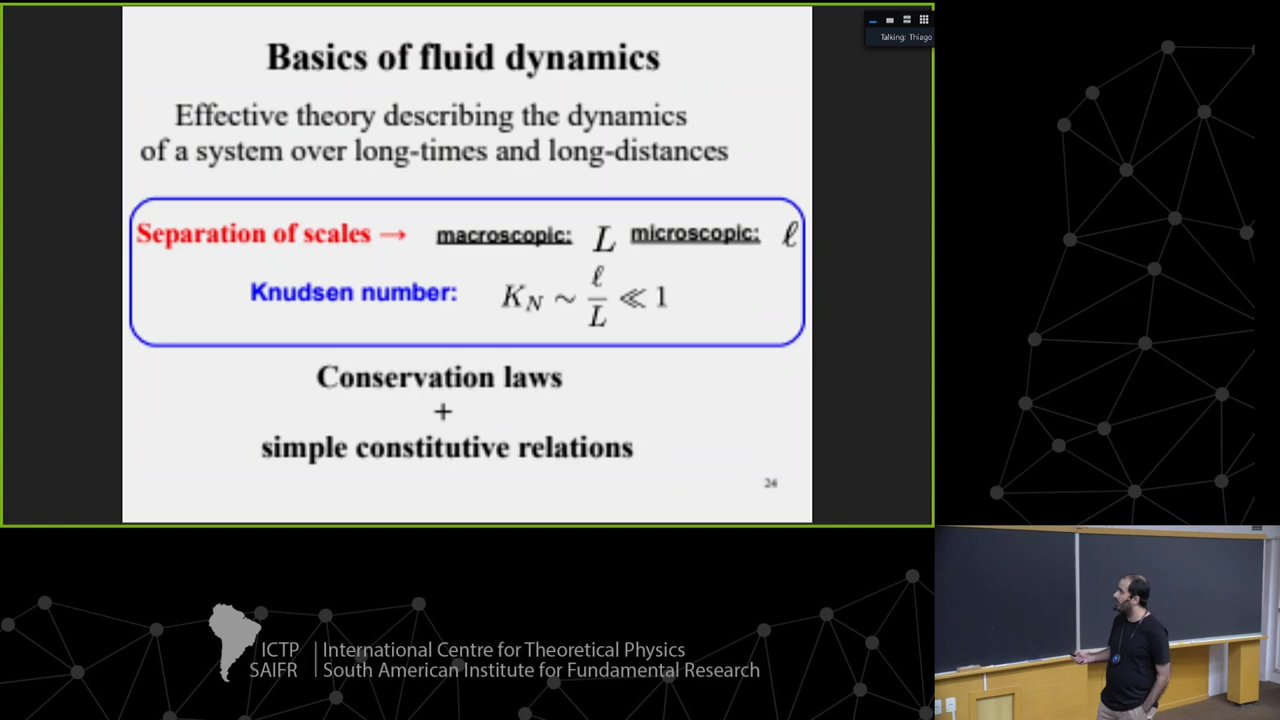 Basics of fluid dynamics
Talking: Thiago
Effective theory describing the dynamics
of a system over long-times and long-distances
Separation of scales → macroscopic: L microscopic: ℓ
Knudsen number: K_N ~ ℓ/L ≪ 1
Conservation laws
+
simple constitutive relations
24
ICTP | International Centre for Theoretical Physics
SAIFR | South American Institute for Fundamental Research